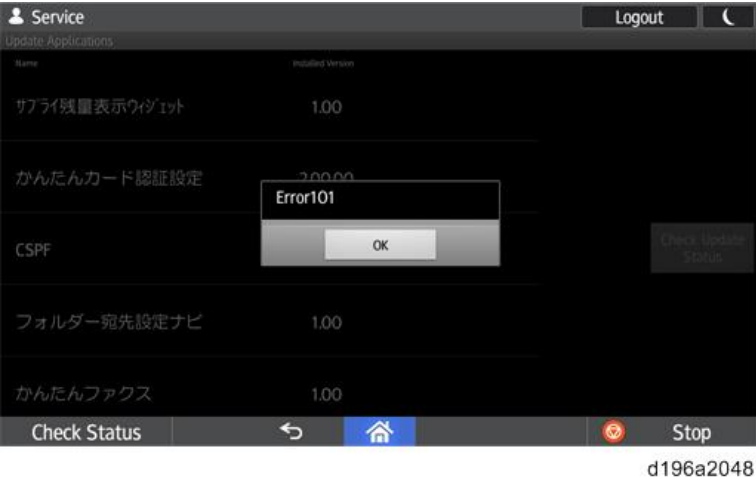 Service
Logout
Update Applications
Name Installed Version
サプライ残量表示ウィジェット 1.00
かんたんカード認証設定 2.00.00
Error101
OK
CSPF
Check Update
Status
フォルダー宛先設定ナビ 1.00
かんたんファクス 1.00
Check Status
Stop
d196a2048